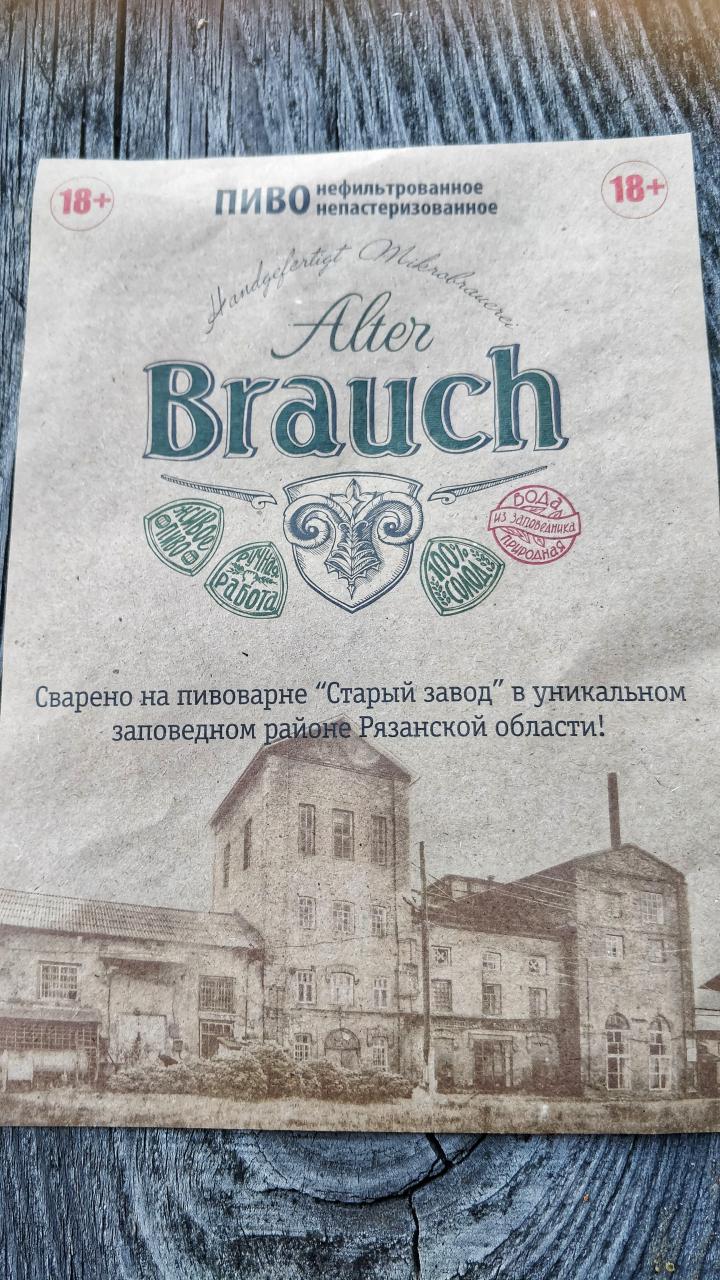 18+
18+
ПИВО нефильтрованное
непастеризованное
Handgefertigt Mikrobrauerei
Alter
Brauch
ЖИВОЕ
ПИВО
РУЧНАЯ
РАБОТА
100%
СОЛОД
ВОДА
ИЗ ЗАПОВЕДНИКА
ПРИРОДНАЯ
Сварено на пивоварне “Старый завод” в уникальном
заповедном районе Рязанской области!